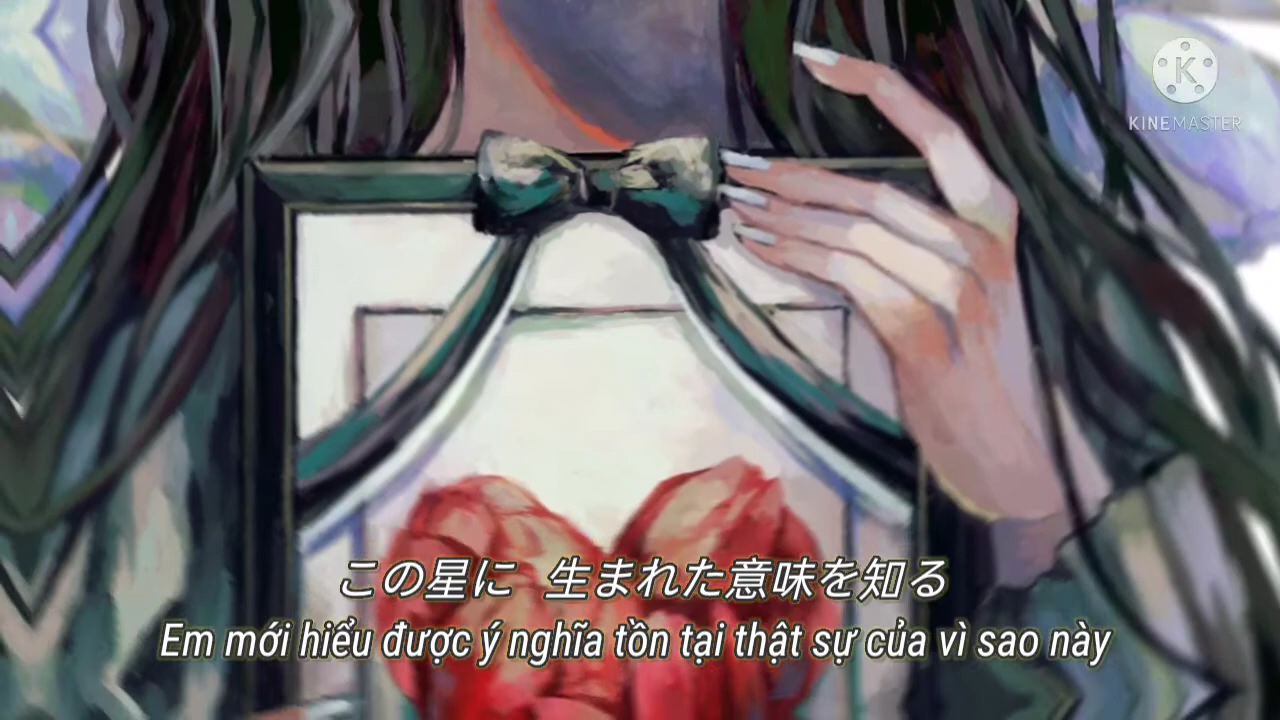 K
KINEMASTER
この星に 生まれた意味を知る
Em mới hiểu được ý nghĩa tồn tại thật sự của vì sao này